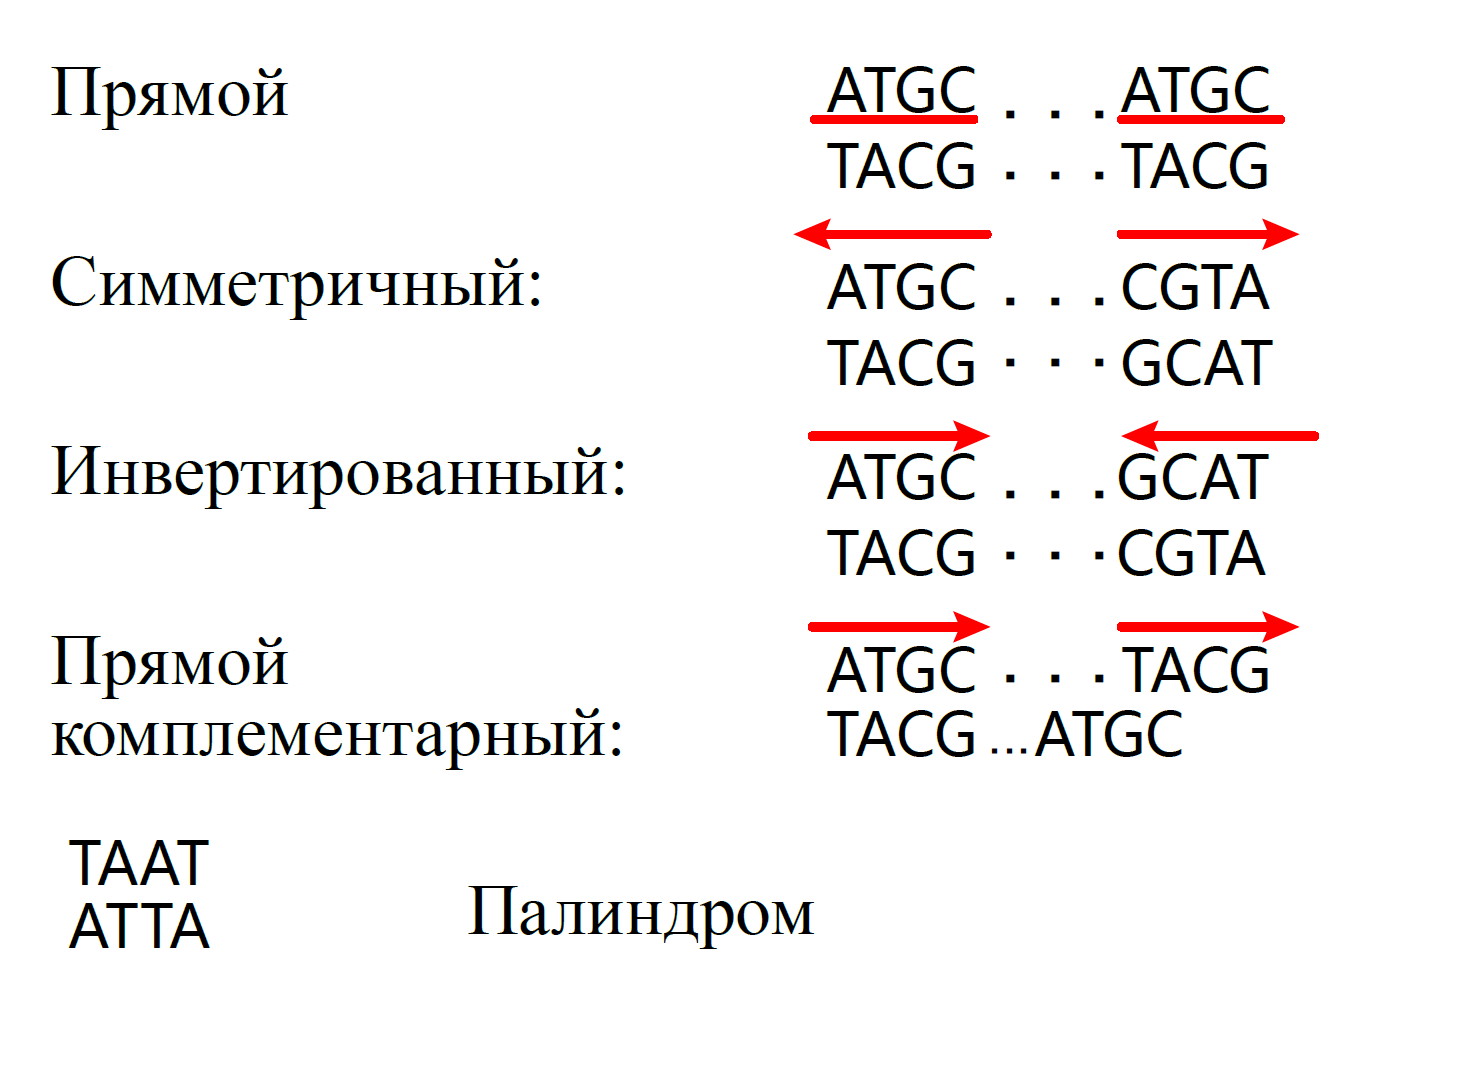 Прямой ATGC . . . ATGC
TACG . . . TACG
Симметричный: ATGC . . . CGTA
TACG . . . GCAT
Инвертированный: ATGC . . . GCAT
TACG . . . CGTA
Прямой ATGC . . . TACG
комплементарный: TACG ... ATGC
TAAT
ATTA
Палиндром